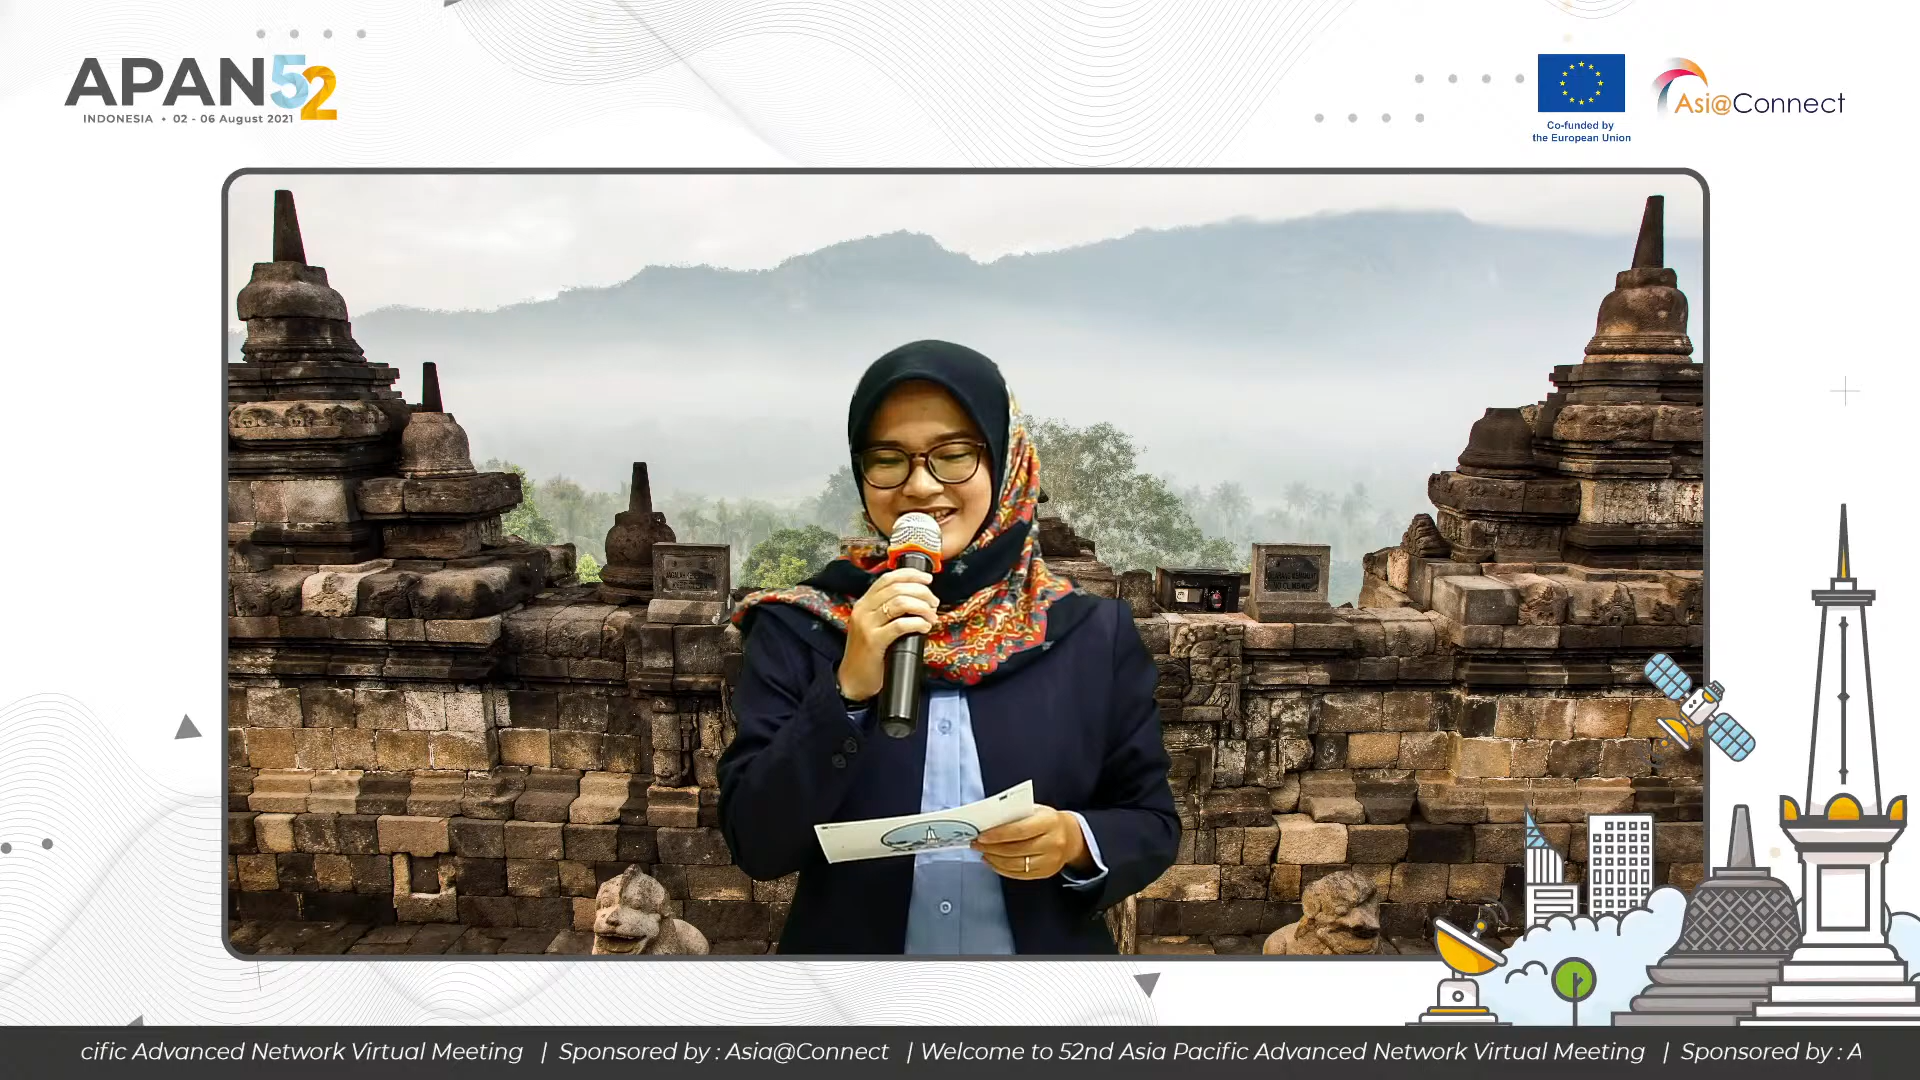 APAN52
INDONESIA • 02 - 06 August 2021
Co-funded by
the European Union
Asi@Connect
cific Advanced Network Virtual Meeting | Sponsored by : Asia@Connect | Welcome to 52nd Asia Pacific Advanced Network Virtual Meeting | Sponsored by : A